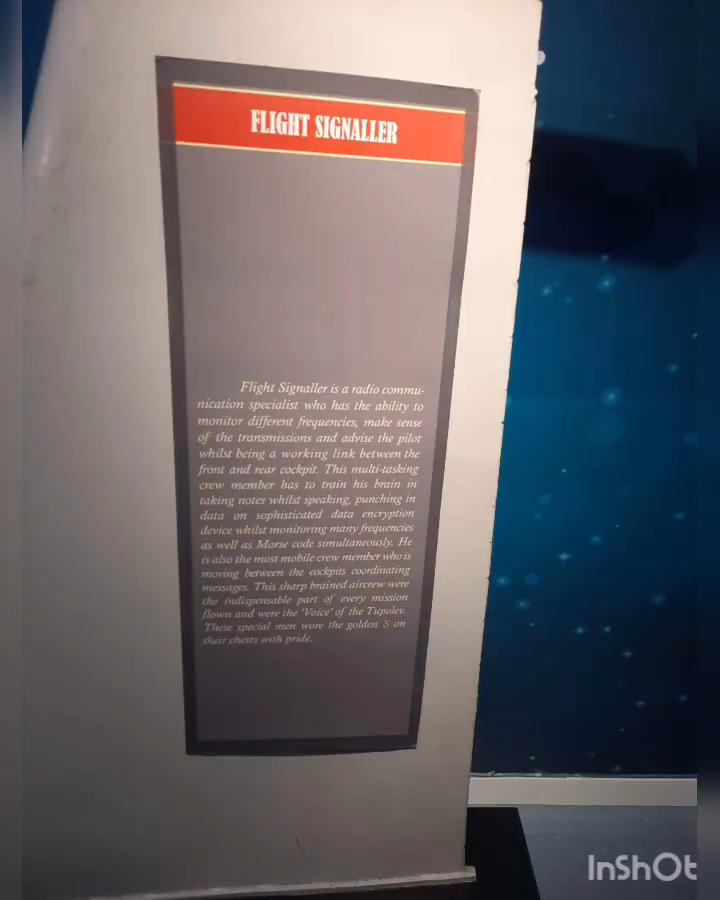 FLIGHT SIGNALLER
Flight Signaller is a radio commu-
nication specialist who has the ability to
monitor different frequencies, make sense
of the transmissions and advise the pilot
whilst being a working link between the
front and rear cockpit. This multi-tasking
crew member has to train his brain in
taking notes whilst speaking, punching in
data on sophisticated data encryption
device whilst monitoring many frequencies
as well as Morse code simultaneously. He
is also the most mobile crew member who is
moving between the cockpits coordinating
messages. This sharp brained aircrew were
the indispensable part of every mission
flown and were the 'Voice' of the Tupolev.
These special men wore the golden S on
their chests with pride.
InShOt